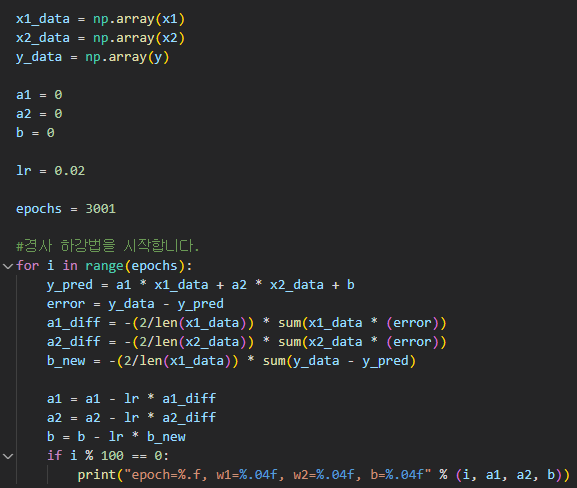 x1_data = np.array(x1)
x2_data = np.array(x2)
y_data = np.array(y)
a1 = 0
a2 = 0
b = 0
lr = 0.02
epochs = 3001
#경사 하강법을 시작합니다.
for i in range(epochs):
    y_pred = a1 * x1_data + a2 * x2_data + b
    error = y_data - y_pred
    a1_diff = -(2/len(x1_data)) * sum(x1_data * (error))
    a2_diff = -(2/len(x2_data)) * sum(x2_data * (error))
    b_new = -(2/len(x1_data)) * sum(y_data - y_pred)
    a1 = a1 - lr * a1_diff
    a2 = a2 - lr * a2_diff
    b = b - lr * b_new
    if i % 100 == 0:
        print("epoch=%.f, w1=%.04f, w2=%.04f, b=%.04f" % (i, a1, a2, b))